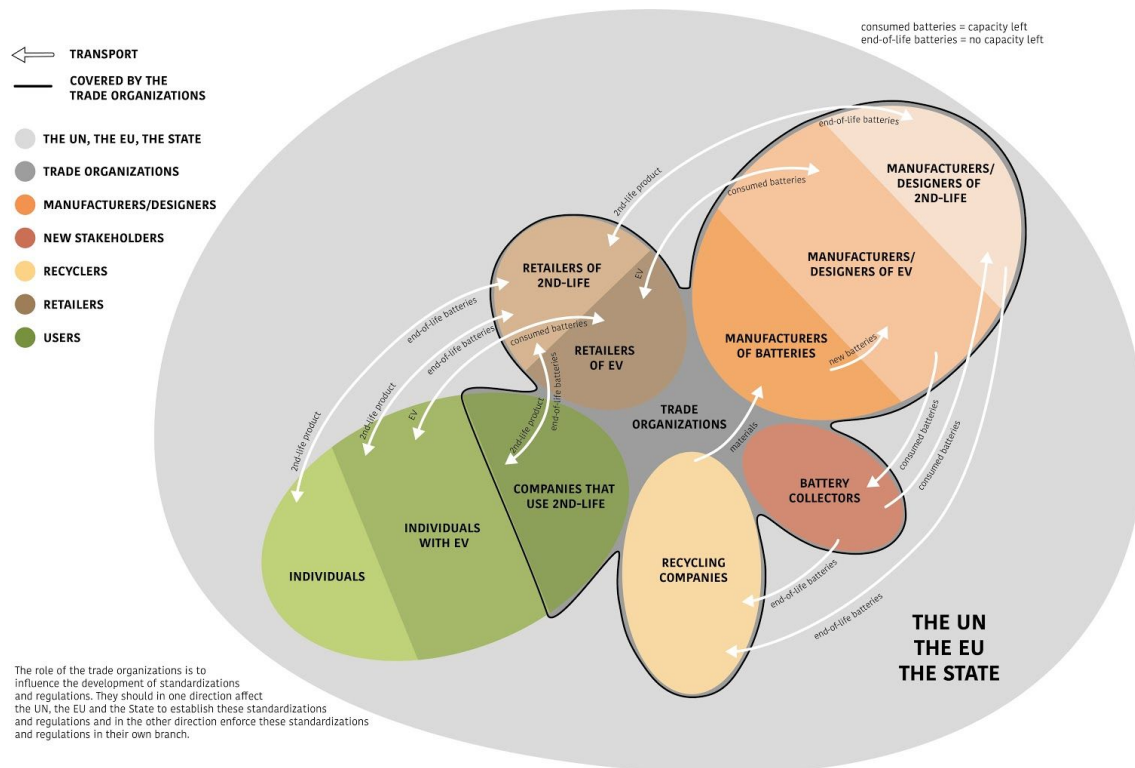 consumed batteries = capacity left
end-of-life batteries = no capacity left
TRANSPORT
COVERED BY THE
TRADE ORGANIZATIONS
THE UN, THE EU, THE STATE
TRADE ORGANIZATIONS
MANUFACTURERS/DESIGNERS
NEW STAKEHOLDERS
RECYCLERS
RETAILERS
USERS
end-of-life batteries
2nd-life product
consumed batteries
EV
MANUFACTURERS/
DESIGNERS OF
2ND-LIFE
MANUFACTURERS/
DESIGNERS OF EV
MANUFACTURERS
OF BATTERIES
new batteries
RETAILERS OF
2ND-LIFE
RETAILERS
OF EV
end-of-life batteries
2nd-life product
end-of-life batteries
2nd-life product
consumed batteries
EV
end-of-life batteries
2nd-life product
TRADE
ORGANIZATIONS
materials
consumed batteries
consumed batteries
BATTERY
COLLECTORS
COMPANIES THAT
USE 2ND-LIFE
INDIVIDUALS
WITH EV
INDIVIDUALS
RECYCLING
COMPANIES
end-of-life batteries
end-of-life batteries
THE UN
THE EU
THE STATE
The role of the trade organizations is to
influence the development of standardizations
and regulations. They should in one direction affect
the UN, the EU and the State to establish these standardizations
and regulations and in the other direction enforce these standardizations
and regulations in their own branch.